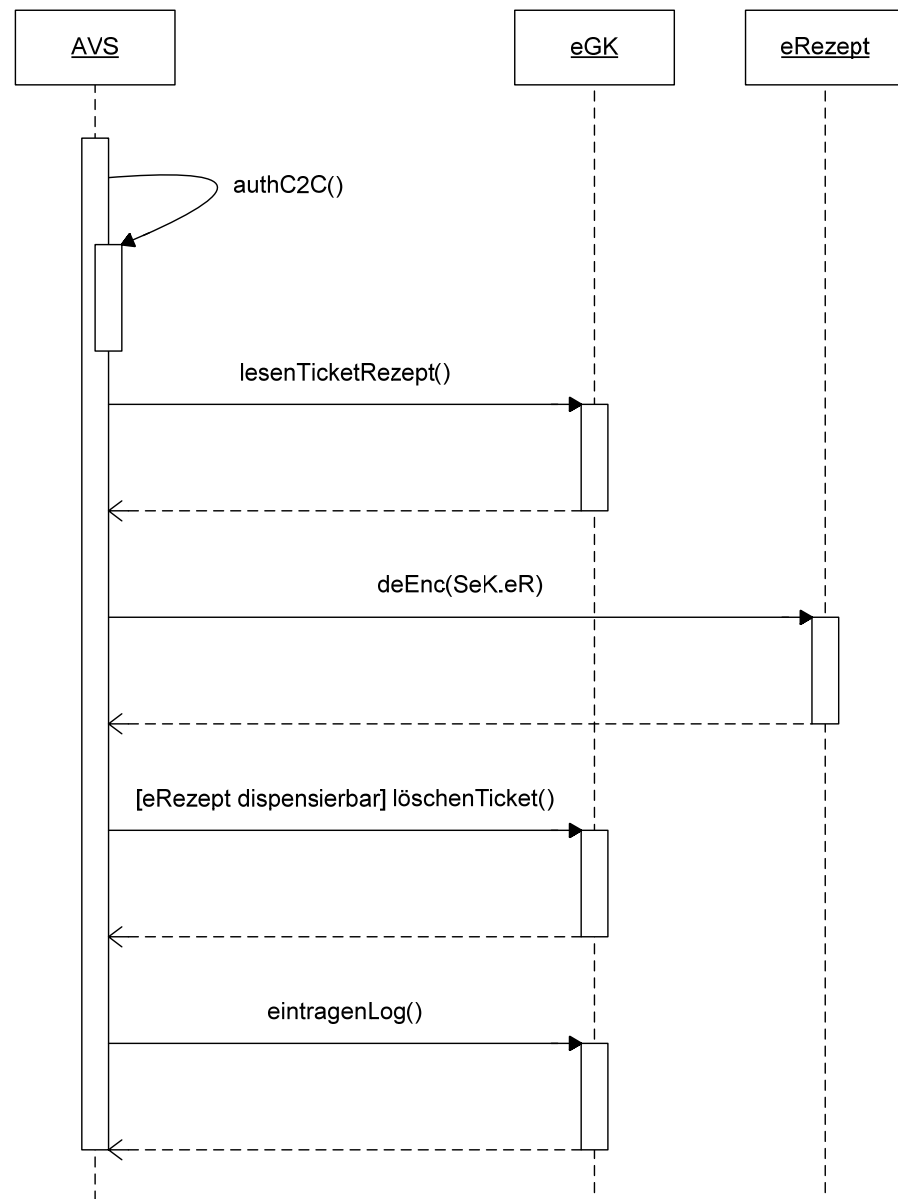 AVS
eGK
eRezept
authC2C()
lesenTicketRezept()
deEnc(SeK.eR)
[eRezept dispensierbar] löschenTicket()
eintragenLog()